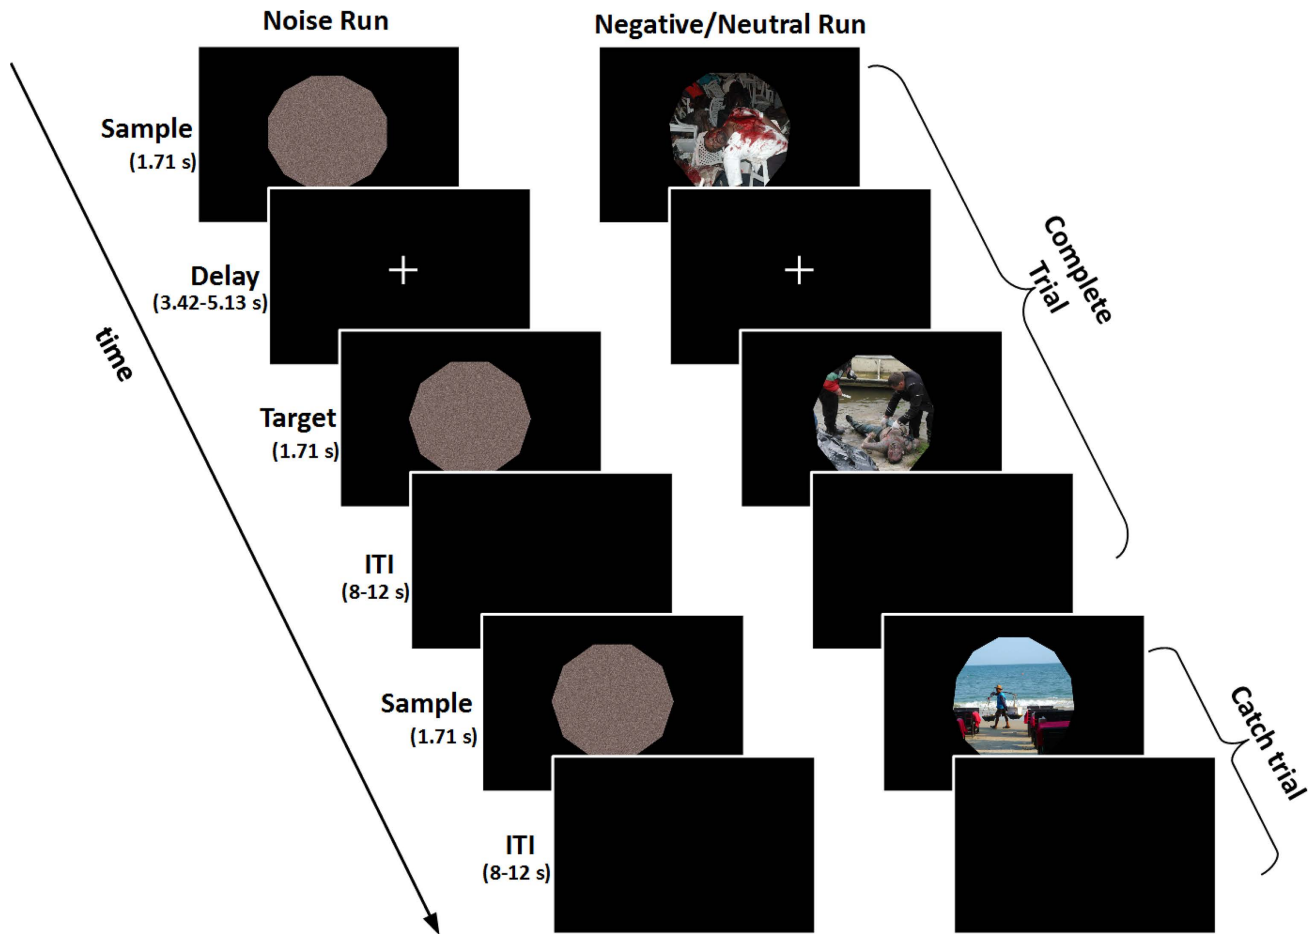 Noise Run
Negative/Neutral Run
Sample
(1.71 s)
Delay
(3.42-5.13 s)
Target
(1.71 s)
ITI
(8-12 s)
Sample
(1.71 s)
ITI
(8-12 s)
time
Complete
Trial
Catch trial